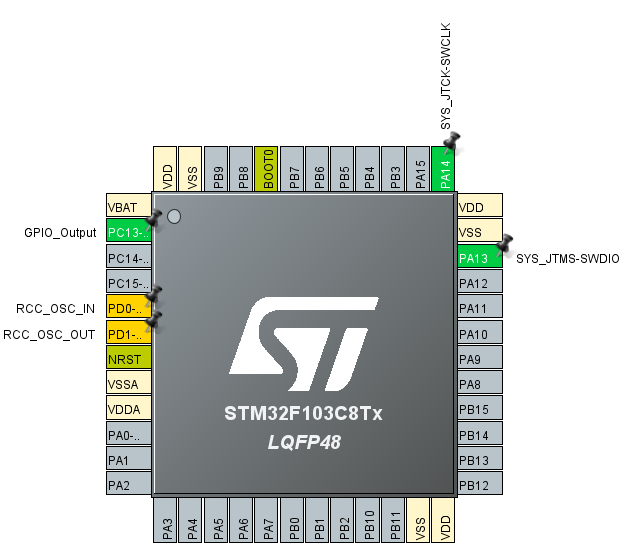 SYS_JTCK-SWCLK
VDD
VSS
PB9
PB8
BOOT0
PB7
PB6
PB5
PB4
PB3
PA15
PA14
VBAT
GPIO_Output
PC13-..
PC14-..
PC15-..
RCC_OSC_IN
PD0-..
RCC_OSC_OUT
PD1-..
NRST
VSSA
VDDA
PA0-..
PA1
PA2
ST
STM32F103C8Tx
LQFP48
VDD
VSS
PA13
SYS_JTMS-SWDIO
PA12
PA11
PA10
PA9
PA8
PB15
PB14
PB13
PB12
PA3
PA4
PA5
PA6
PA7
PB0
PB1
PB2
PB10
PB11
VSS
VDD